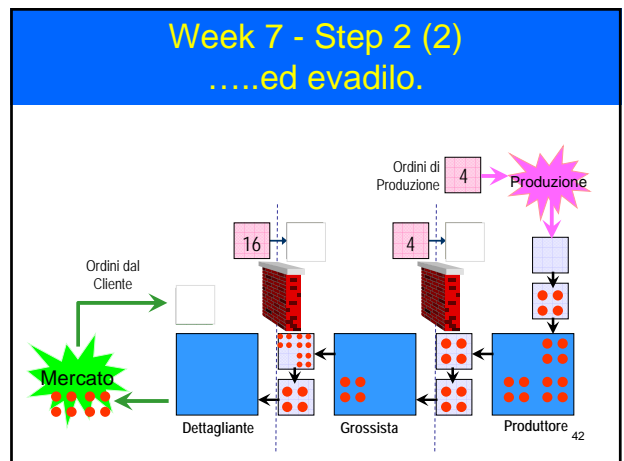 Week 7 - Step 2 (2)
…..ed evadilo.
Ordini di
Produzione
4
Produzione
16
4
Ordini dal
Cliente
Mercato
Dettagliante
Grossista
Produttore
42